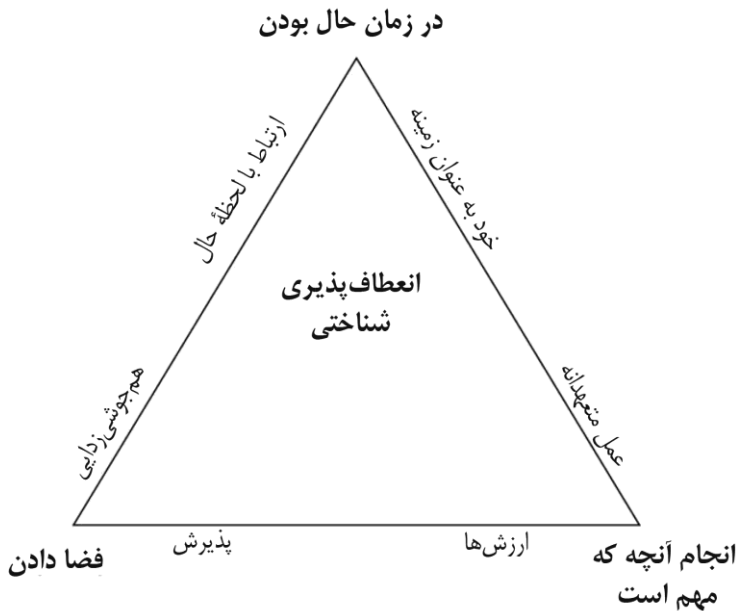 در زمان حال بودن
خود به عنوان زمینه
ارتباط با لحظهٔ حال
انعطاف‌پذیری
شناختی
عمل متعهدانه
هم‌جوشی‌زدایی
ارزش‌ها
پذیرش
انجام آنچه که
مهم است
فضا دادن